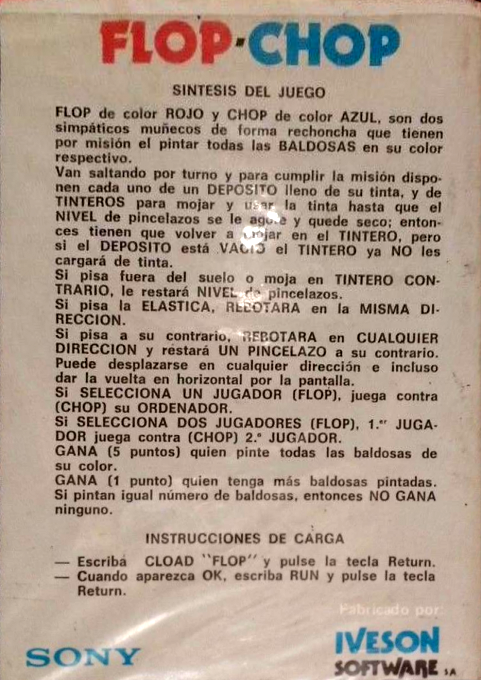 FLOP-CHOP
SINTESIS DEL JUEGO
FLOP de color ROJO y CHOP de color AZUL, son dos
simpáticos muñecos de forma rechoncha que tienen
por misión el pintar todas las BALDOSAS en su color
respectivo.
Van saltando por turno y para cumplir la misión dispo-
nen cada uno de un DEPOSITO lleno de su tinta, y de
TINTEROS para mojar y usar la tinta hasta que el
NIVEL de pincelazos se le agote y quede seco; enton-
ces tienen que volver a mojar en el TINTERO, pero
si el DEPOSITO está VACIO el TINTERO ya NO les
cargará de tinta.
Si pisa fuera del suelo o moja en TINTERO CON-
TRARIO, le restará NIVEL de pincelazos.
Si pisa la ELASTICA, REBOTARA en la MISMA DI-
RECCION.
Si pisa a su contrario, REBOTARA en CUALQUIER
DIRECCION y restará UN PINCELAZO a su contrario.
Puede desplazarse en cualquier dirección e incluso
dar la vuelta en horizontal por la pantalla.
Si SELECCIONA UN JUGADOR (FLOP), juega contra
(CHOP) su ORDENADOR.
Si SELECCIONA DOS JUGADORES (FLOP), 1.er JUGA-
DOR juega contra (CHOP) 2.º JUGADOR.
GANA (5 puntos) quien pinte todas las baldosas de
su color.
GANA (1 punto) quien tenga más baldosas pintadas.
Si pintan igual número de baldosas, entonces NO GANA
ninguno.
INSTRUCCIONES DE CARGA
— Escriba CLOAD "FLOP" y pulse la tecla Return.
— Cuando aparezca OK, escriba RUN y pulse la tecla
Return.
Fabricado por:
SONY
IVESON
SOFTWARE SA